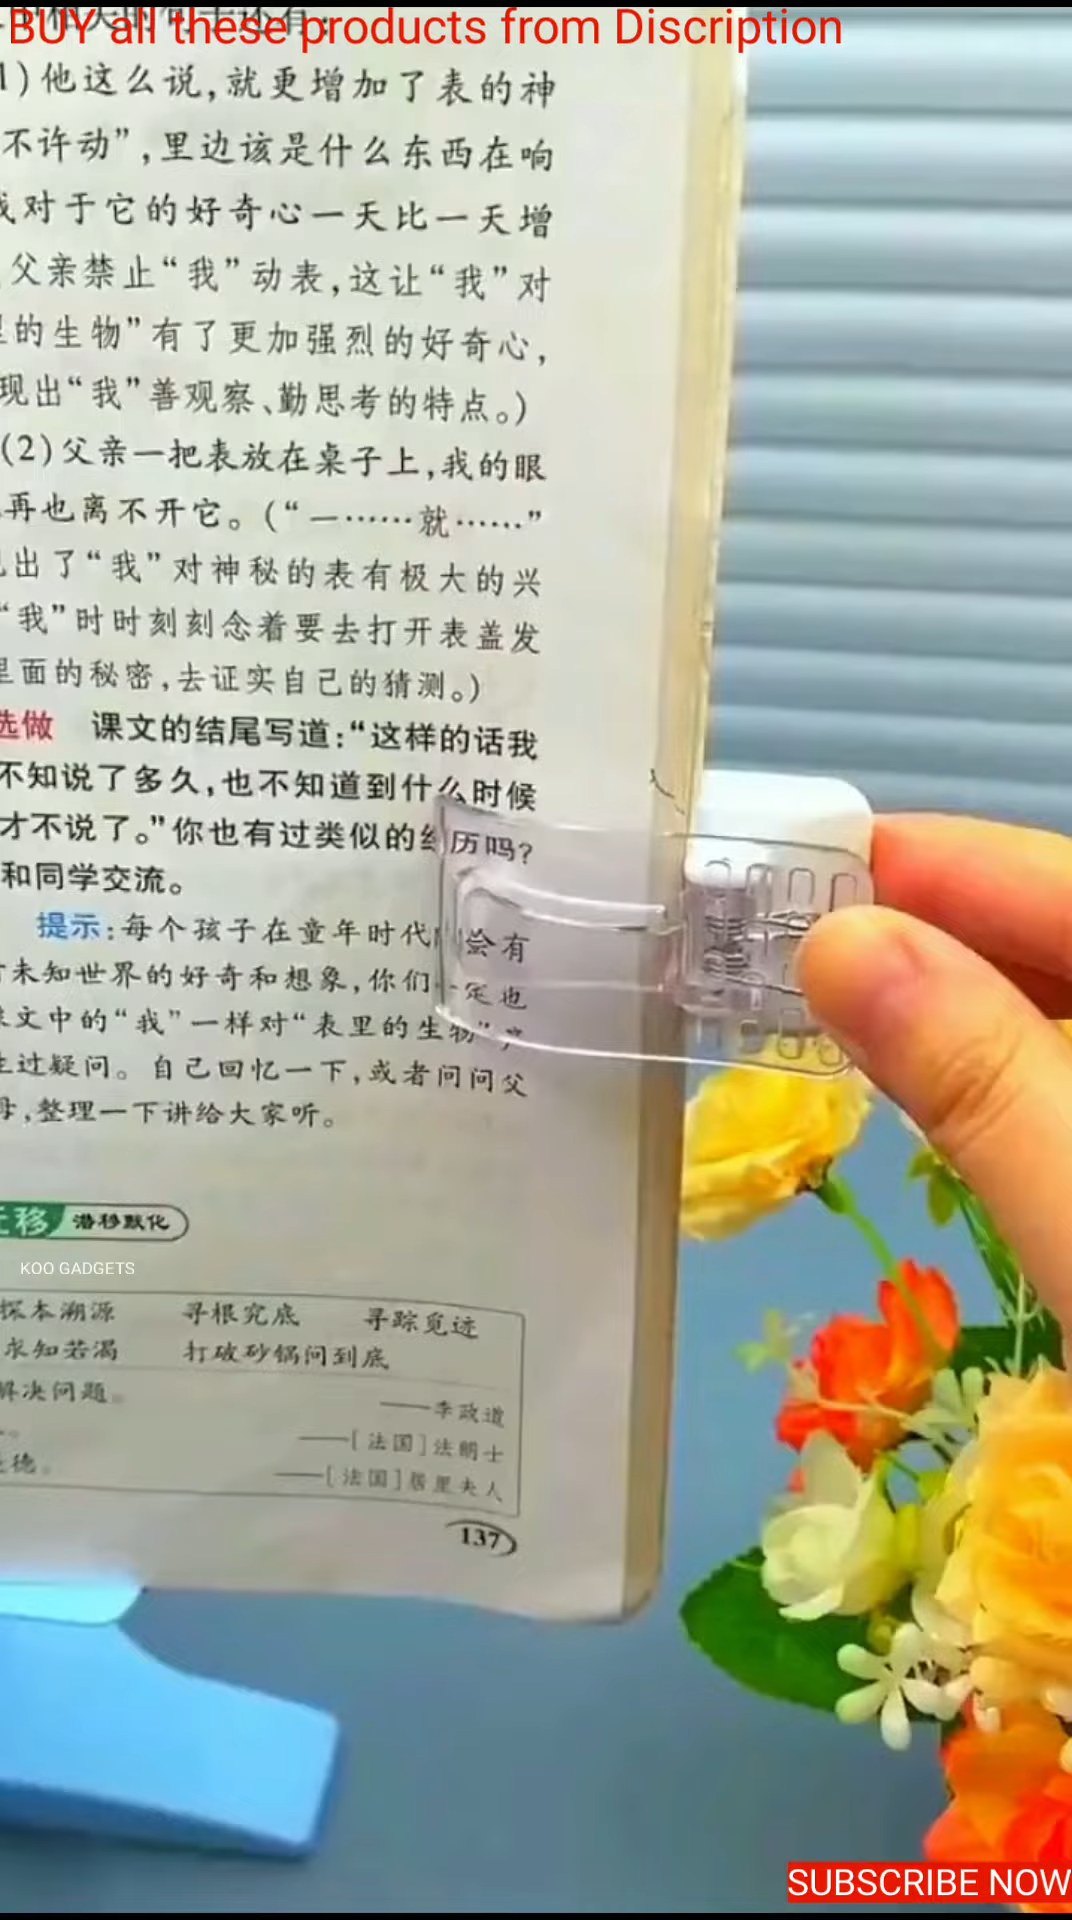 BUY all these products from Discription
1)他这么说,就更增加了表的神
不许动”,里边该是什么东西在响
我对于它的好奇心一天比一天增
父亲禁止“我”动表,这让“我”对
里的生物”有了更加强烈的好奇心,
现出“我”善观察、勤思考的特点。)
(2)父亲一把表放在桌子上,我的眼
再也离不开它。(“一……就……”
出了“我”对神秘的表有极大的兴
“我”时时刻刻念着要去打开表盖发
里面的秘密,去证实自己的猜测。)
选做 课文的结尾写道:“这样的话我
不知说了多久,也不知道到什么时候
才不说了。”你也有过类似的经历吗?
和同学交流。
提示:每个孩子在童年时代 会有
未知世界的好奇和想象,你们一定也
课文中的“我”一样对“表里的生物”产
生过疑问。自己回忆一下,或者问问父
母,整理一下讲给大家听。
迁移 潜移默化
KOO GADGETS
探本溯源 寻根究底 寻踪觅迹
求知若渴 打破砂锅问到底
解决问题。
——李政道
——[法国]法朗士
德。
——[法国]居里夫人
137
SUBSCRIBE NOW